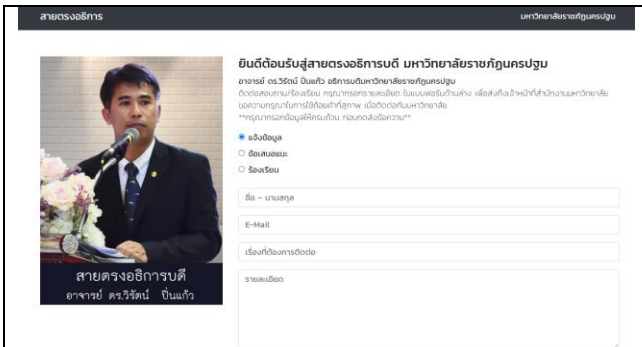 สายตรงอธิการ
มหาวิทยาลัยราชภัฏนครปฐม
ยินดีต้อนรับสู่สายตรงอธิการบดี มหาวิทยาลัยราชภัฏนครปฐม
อาจารย์ ดร.วิรัตน์ ปิ่นแก้ว อธิการบดีมหาวิทยาลัยราชภัฏนครปฐม
ติดต่อสอบถาม/ร้องเรียน กรุณากรอกรายละเอียด ในแบบฟอร์มด้านล่าง เพื่อส่งถึงเจ้าหน้าที่สำนักงานมหาวิทยาลัย
ขอความกรุณาในการใช้ถ้อยคำที่สุภาพ เมื่อติดต่อกับมหาวิทยาลัย
**กรุณากรอกข้อมูลให้ครบถ้วน ก่อนกดส่งข้อความ**
แจ้งข้อมูล
ข้อเสนอแนะ
ร้องเรียน
ชื่อ - นามสกุล
E-Mail
เรื่องที่ต้องการติดต่อ
รายละเอียด
สายตรงอธิการบดี
อาจารย์ ดร.วิรัตน์ ปิ่นแก้ว